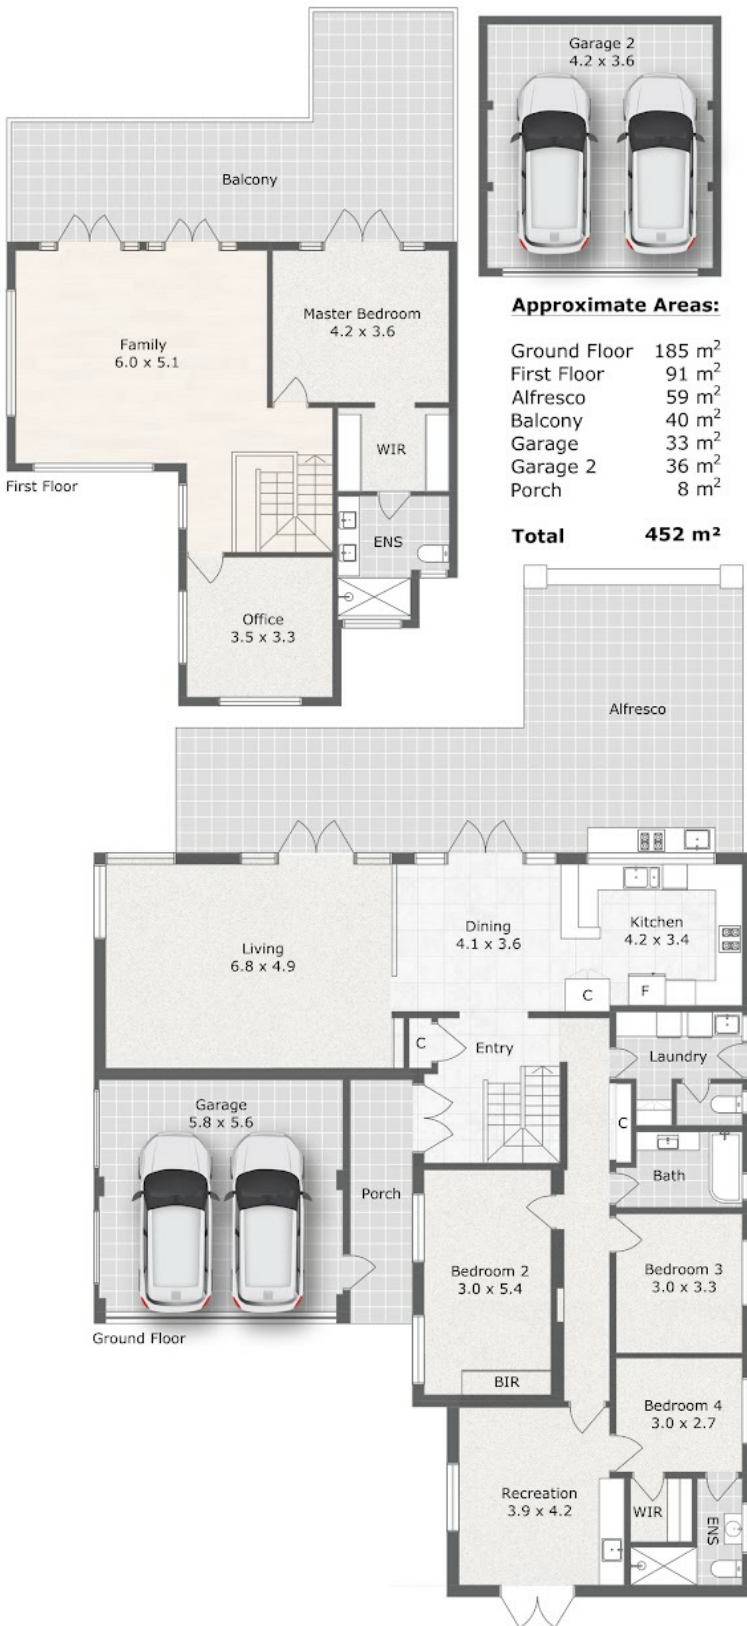 Garage 2
4.2 x 3.6
Balcony
Master Bedroom
4.2 x 3.6
Family
6.0 x 5.1
WIR
First Floor
ENS
Office
3.5 x 3.3
Approximate Areas:
Ground Floor 185 m²
First Floor 91 m²
Alfresco 59 m²
Balcony 40 m²
Garage 33 m²
Garage 2 36 m²
Porch 8 m²
Total 452 m²
Alfresco
Living
6.8 x 4.9
Dining
4.1 x 3.6
Kitchen
4.2 x 3.4
C
F
C
Entry
Laundry
Garage
5.8 x 5.6
C
Porch
Bath
Bedroom 2
3.0 x 5.4
Bedroom 3
3.0 x 3.3
Ground Floor
BIR
Bedroom 4
3.0 x 2.7
Recreation
3.9 x 4.2
WIR
ENS